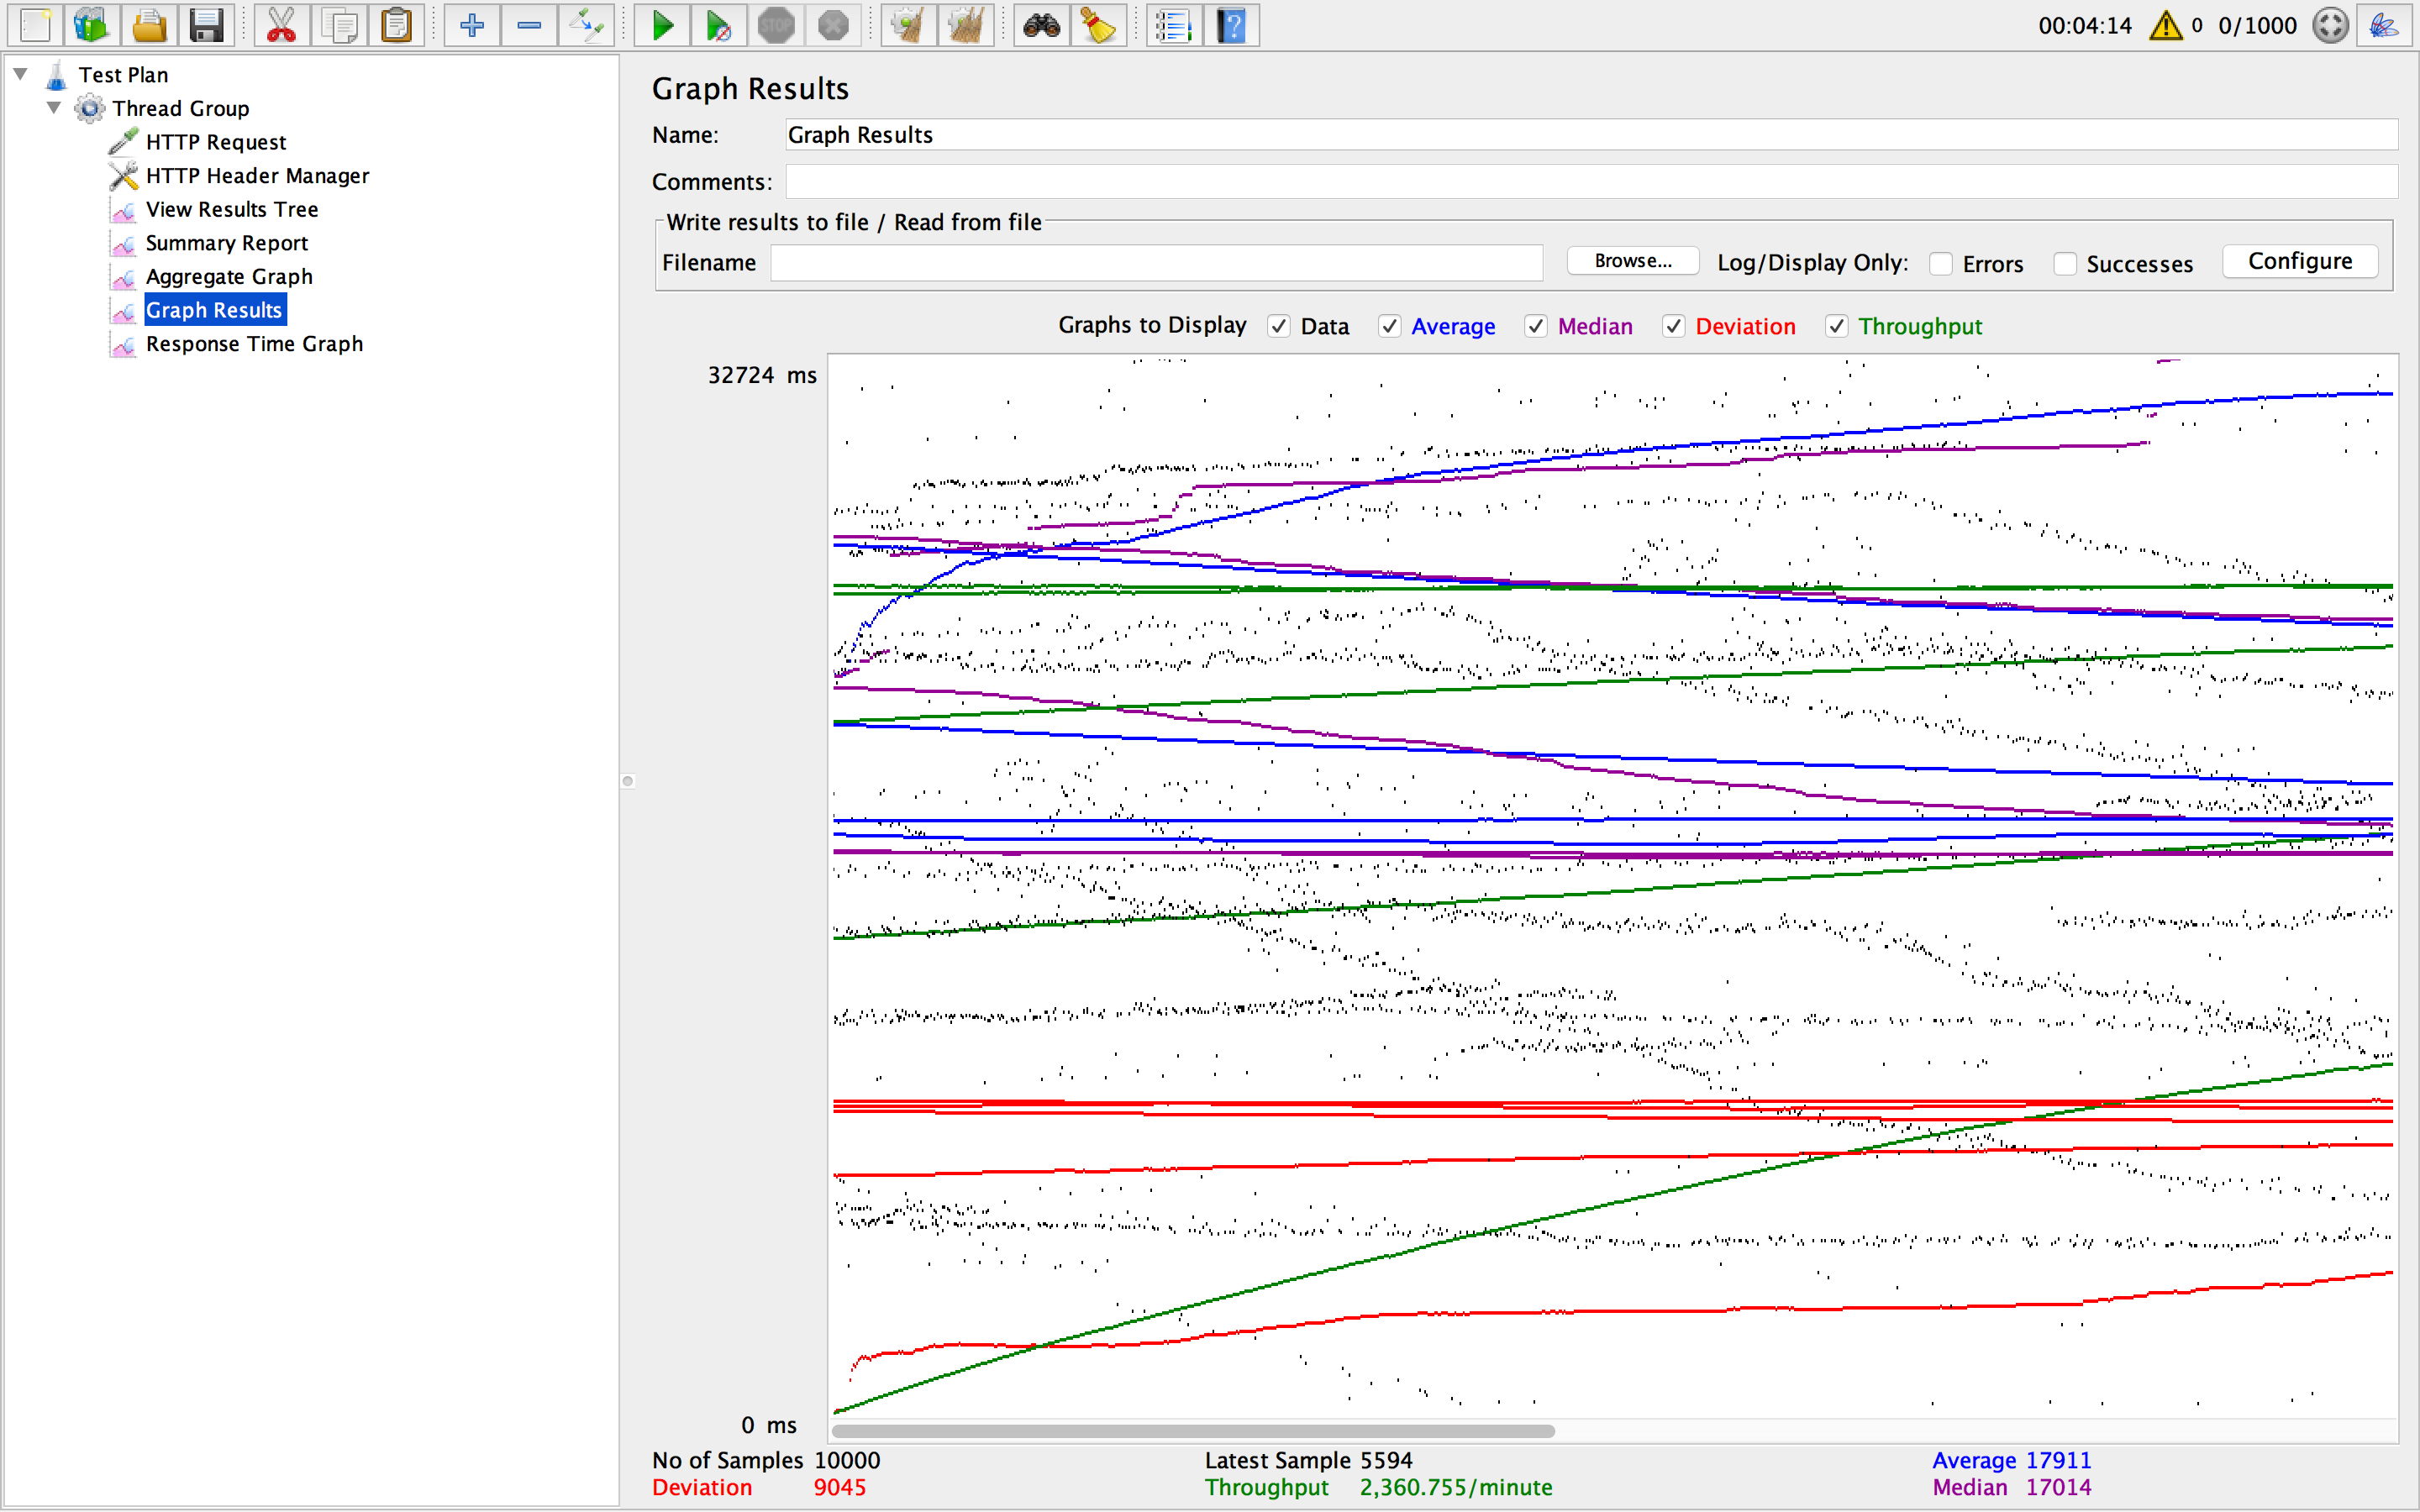 STOP
00:04:14 0 0/1000
Test Plan
Thread Group
HTTP Request
HTTP Header Manager
View Results Tree
Summary Report
Aggregate Graph
Graph Results
Response Time Graph
Graph Results
Name: Graph Results
Comments:
Write results to file / Read from file
Filename Browse... Log/Display Only: Errors Successes Configure
Graphs to Display Data Average Median Deviation Throughput
32724 ms
0 ms
No of Samples 10000 Latest Sample 5594 Average 17911
Deviation 9045 Throughput 2,360.755/minute Median 17014